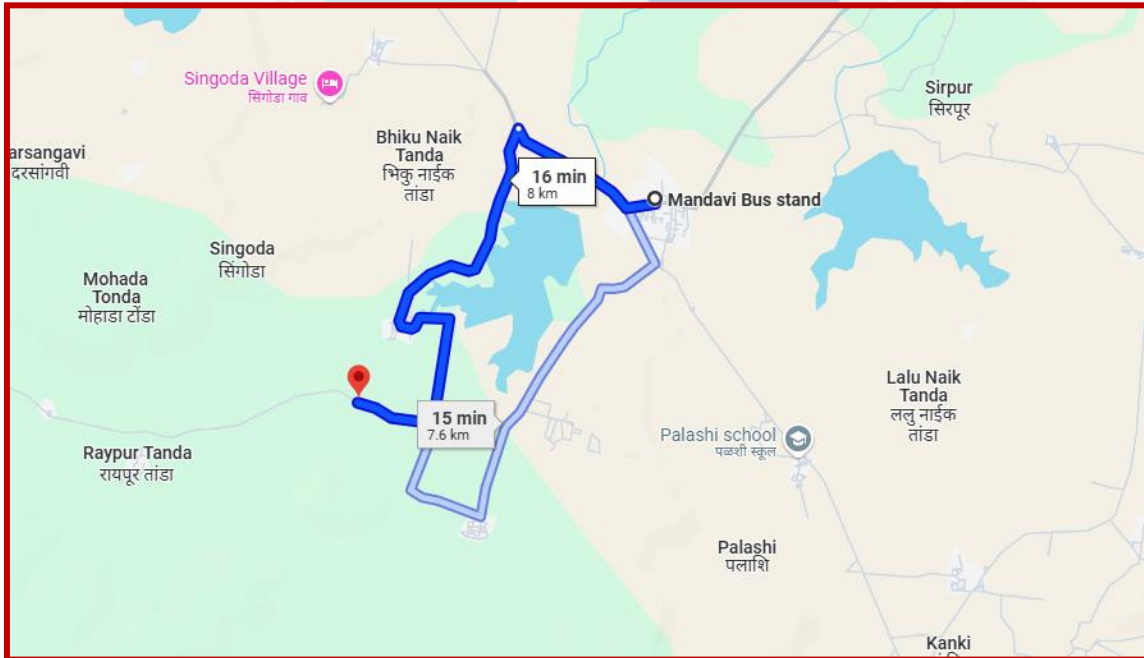 Singoda Village
सिंगोडा गाव
Sirpur
सिरपूर
Bhiku Naik
Tanda
भिकु नाईक
तांडा
arsangavi
दरसांगवी
16 min
8 km
Mandavi Bus stand
Singoda
सिंगोडा
Mohada
Tonda
मोहाडा टोंडा
Lalu Naik
Tanda
ललु नाईक
तांडा
15 min
7.6 km
Palashi school
पळशी स्कूल
Raypur Tanda
रायपूर तांडा
Palashi
पलाशि
Kanki